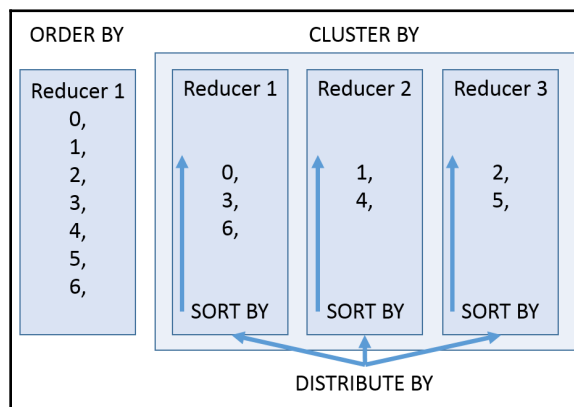 ORDER BY
CLUSTER BY
Reducer 1
0,
1,
2,
3,
4,
5,
6,
Reducer 1
0,
3,
6,
SORT BY
Reducer 2
1,
4,
SORT BY
Reducer 3
2,
5,
SORT BY
DISTRIBUTE BY